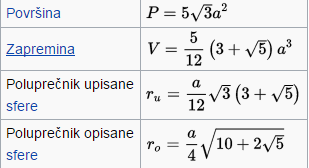 Površina P = 5√3a²
Zapremina V = 5/12 (3 + √5) a³
Poluprečnik upisane sfere r_u = a/12 √3 (3 + √5)
Poluprečnik opisane sfere r_o = a/4 √(10 + 2√5)